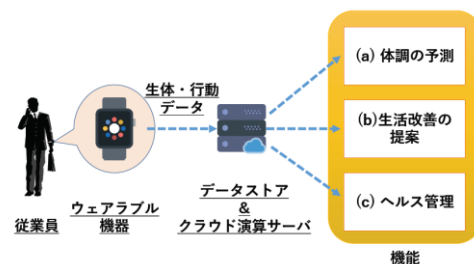 生体・行動
データ
従業員
ウェアラブル
機器
データストア
&
クラウド演算サーバ
(a) 体調の予測
(b)生活改善の
提案
(c) ヘルス管理
機能